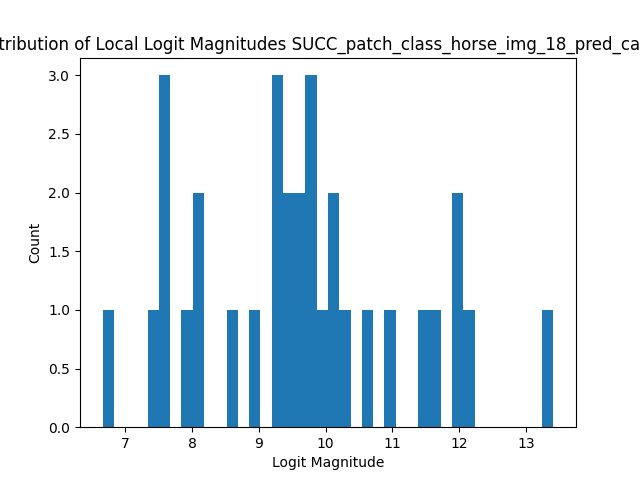 tribution of Local Logit Magnitudes SUCC_patch_class_horse_img_18_pred_ca
3.0
2.5
2.0
1.5
1.0
0.5
0.0
Count
7 8 9 10 11 12 13
Logit Magnitude